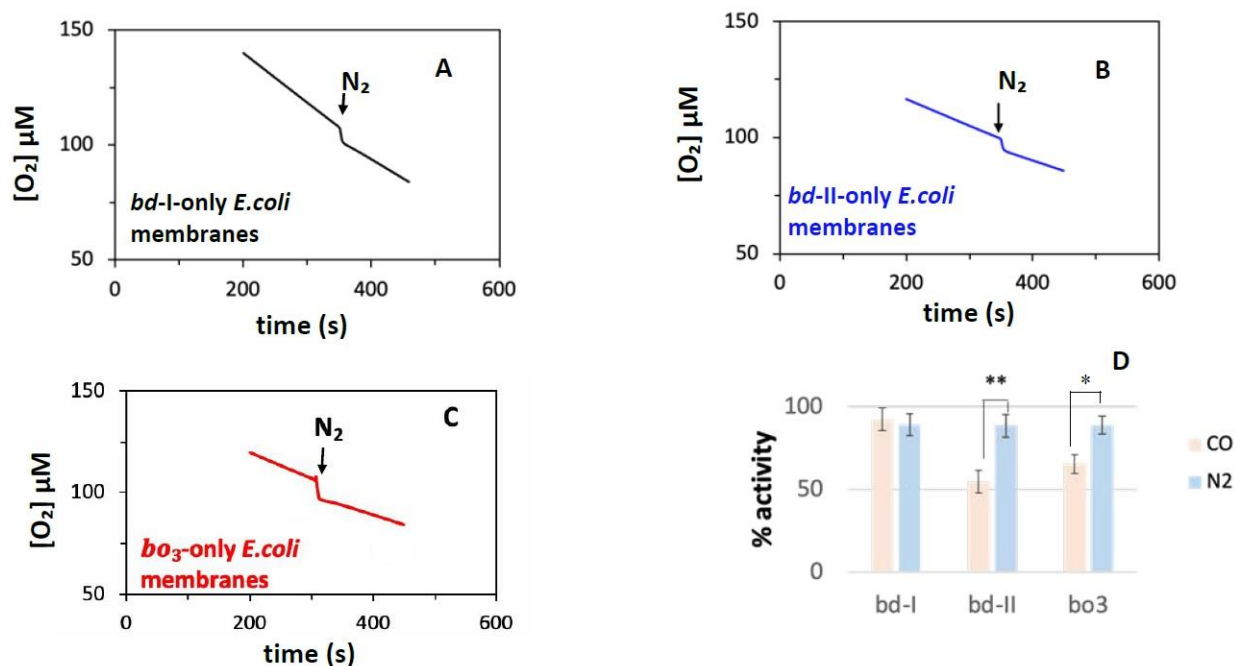 150
A
N₂
100
[O₂] µM
bd-I-only E.coli
membranes
50
0
200
400
600
time (s)
150
B
N₂
100
[O₂] µM
bd-II-only E.coli
membranes
50
0
200
400
600
time (s)
150
C
N₂
100
[O₂] µM
bo₃-only E.coli
membranes
50
0
200
400
600
time (s)
D
**
*
100
50
0
% activity
CO
N2
bd-I
bd-II
bo3